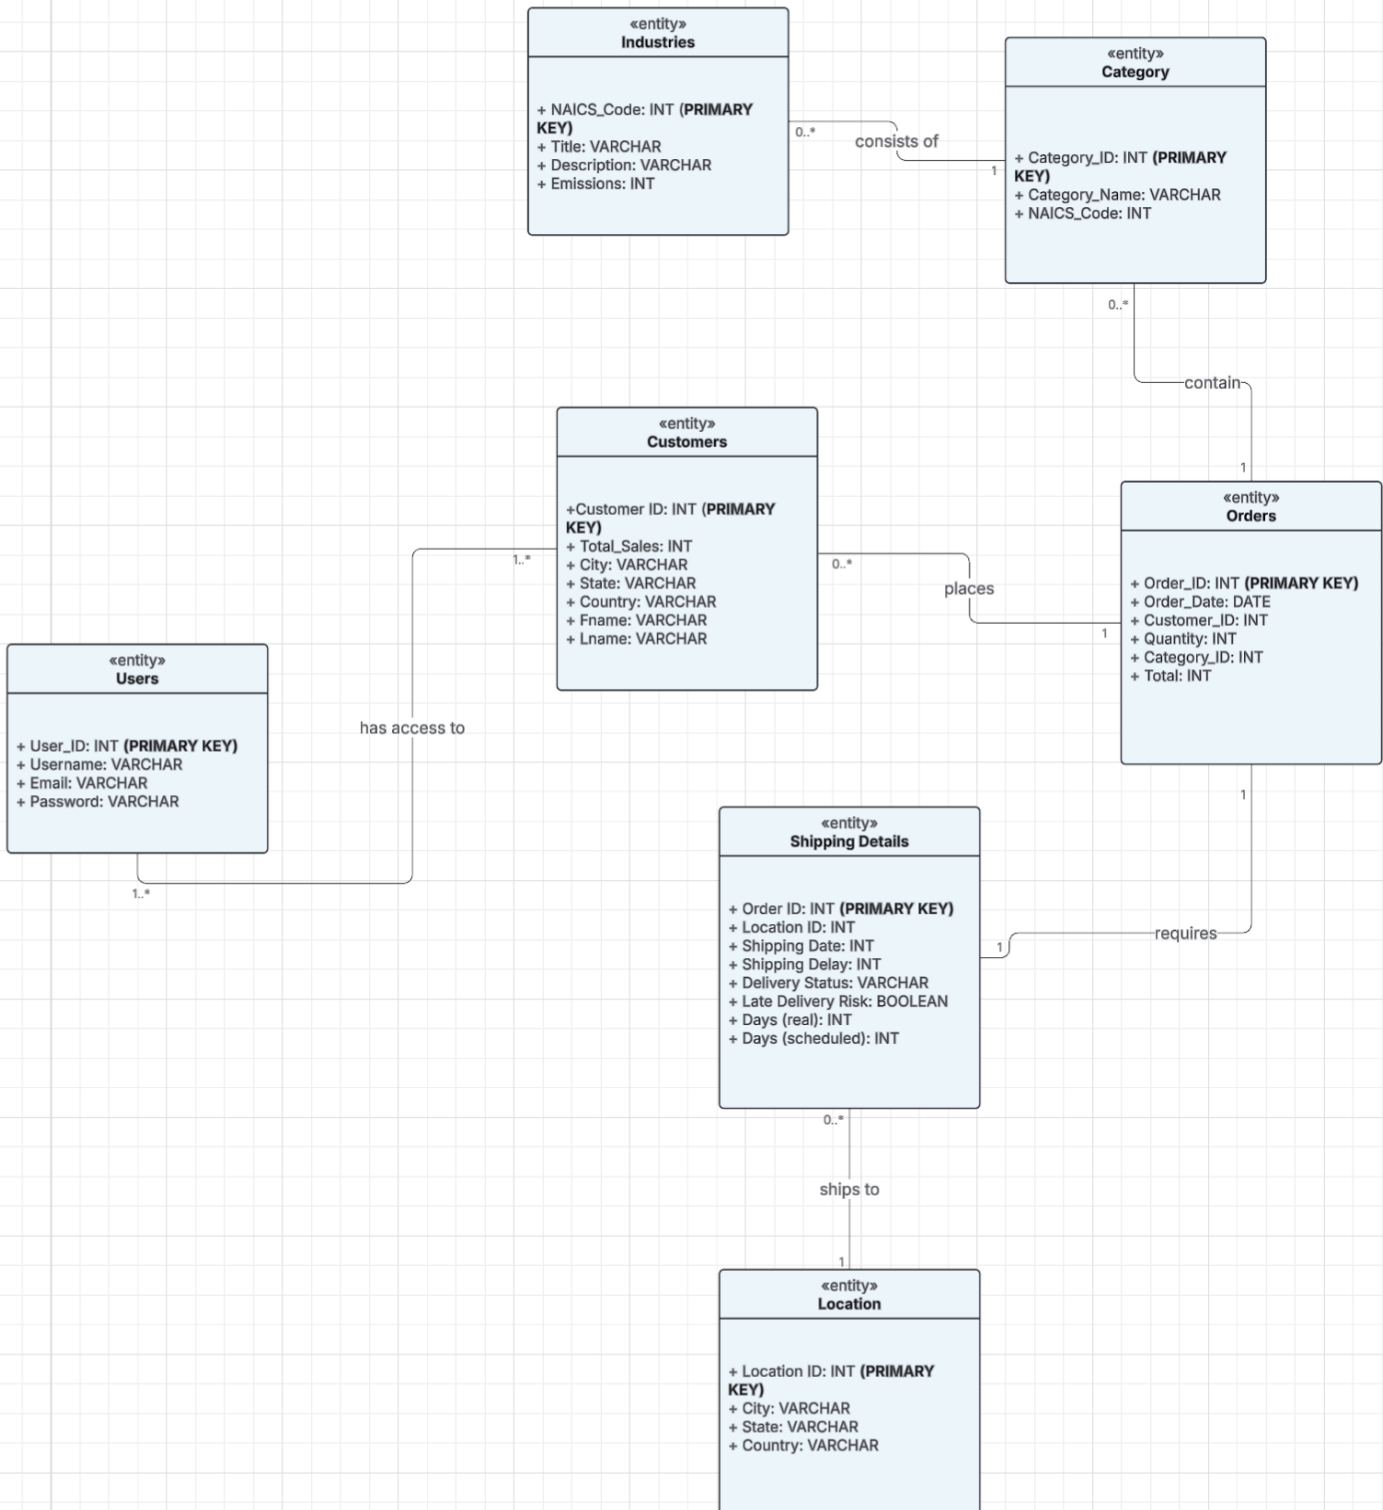 «entity»
Industries
+ NAICS_Code: INT (PRIMARY
KEY)
+ Title: VARCHAR
+ Description: VARCHAR
+ Emissions: INT
0..*
consists of
1
«entity»
Category
+ Category_ID: INT (PRIMARY
KEY)
+ Category_Name: VARCHAR
+ NAICS_Code: INT
0..*
contain
1
«entity»
Customers
+Customer ID: INT (PRIMARY
KEY)
+ Total_Sales: INT
+ City: VARCHAR
+ State: VARCHAR
+ Country: VARCHAR
+ Fname: VARCHAR
+ Lname: VARCHAR
1..*
0..*
places
1
«entity»
Orders
+ Order_ID: INT (PRIMARY KEY)
+ Order_Date: DATE
+ Customer_ID: INT
+ Quantity: INT
+ Category_ID: INT
+ Total: INT
«entity»
Users
+ User_ID: INT (PRIMARY KEY)
+ Username: VARCHAR
+ Email: VARCHAR
+ Password: VARCHAR
1..*
has access to
1
requires
1
«entity»
Shipping Details
+ Order ID: INT (PRIMARY KEY)
+ Location ID: INT
+ Shipping Date: INT
+ Shipping Delay: INT
+ Delivery Status: VARCHAR
+ Late Delivery Risk: BOOLEAN
+ Days (real): INT
+ Days (scheduled): INT
0..*
ships to
1
«entity»
Location
+ Location ID: INT (PRIMARY
KEY)
+ City: VARCHAR
+ State: VARCHAR
+ Country: VARCHAR